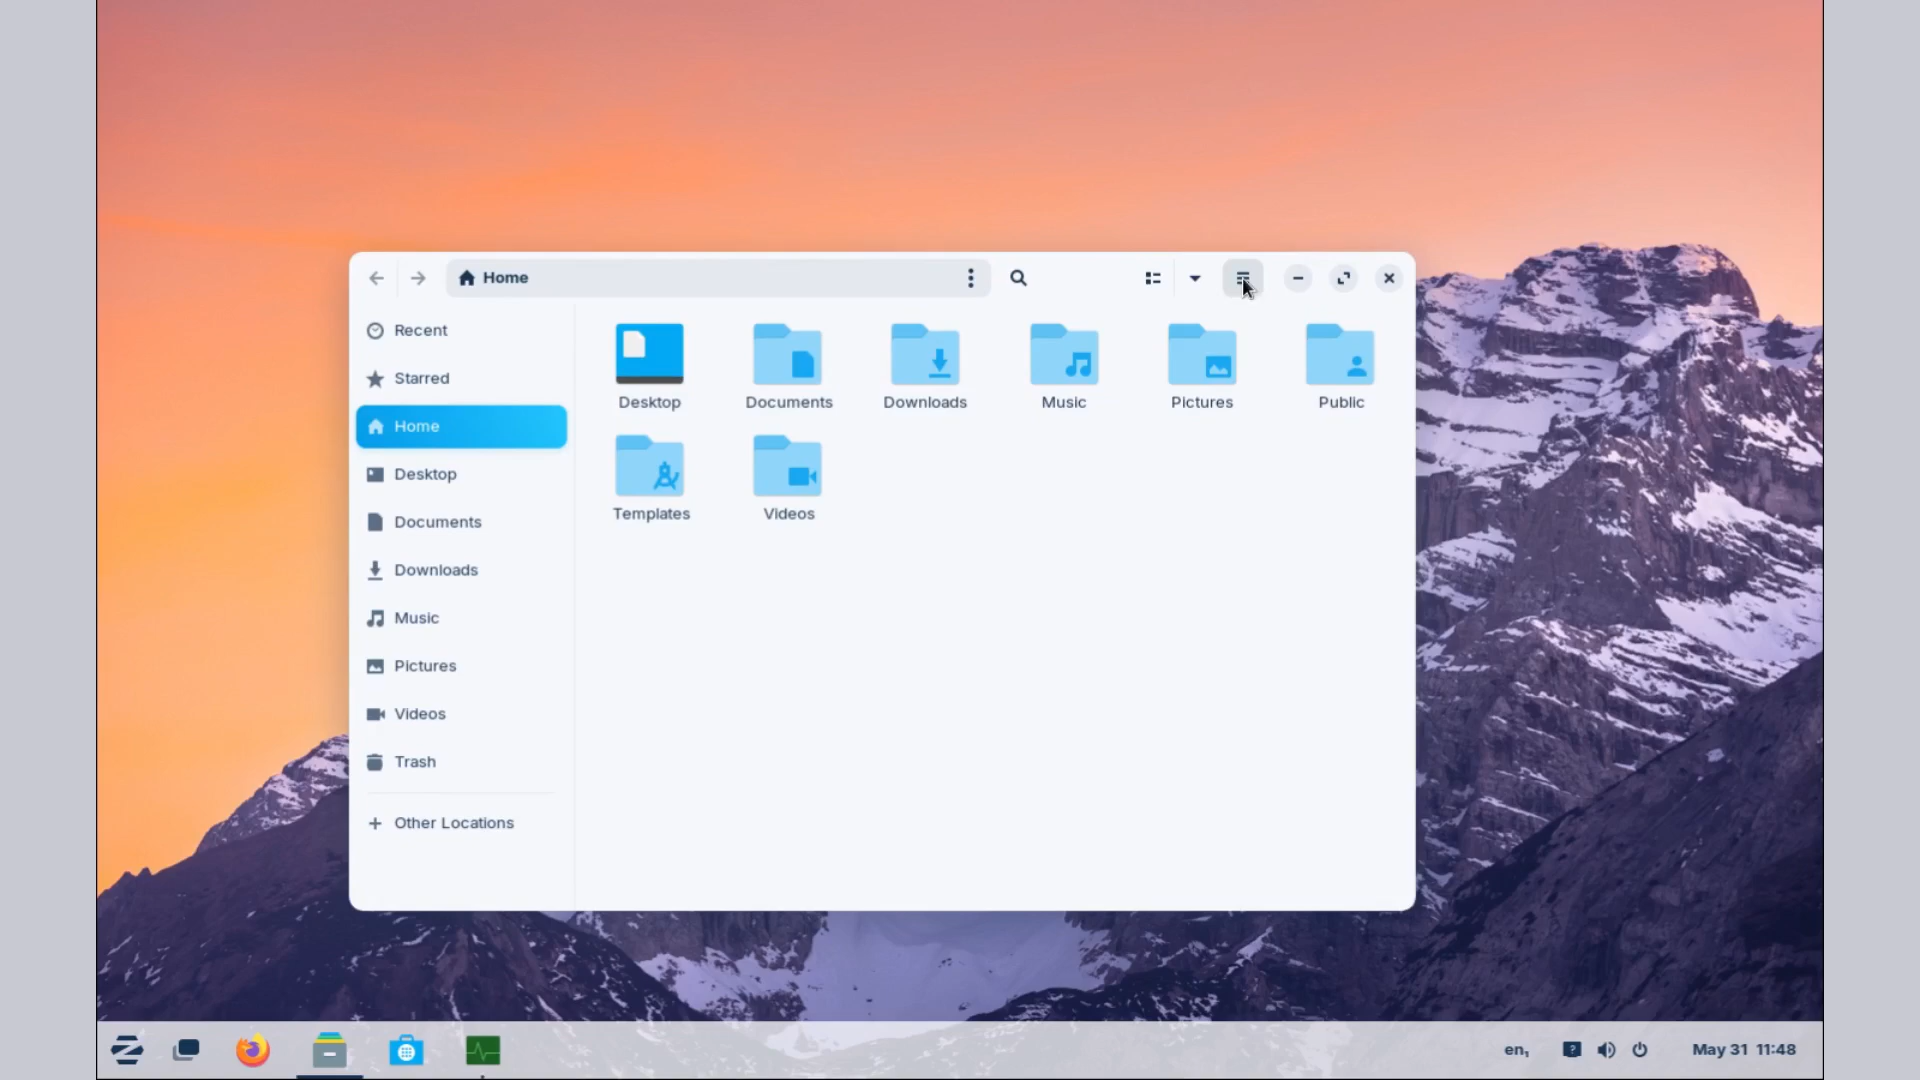 Home
Recent
Starred
Home
Desktop
Documents
Downloads
Music
Pictures
Videos
Trash
Other Locations
Desktop Documents Downloads Music Pictures Public
Templates Videos
en₁ May 31 11:48